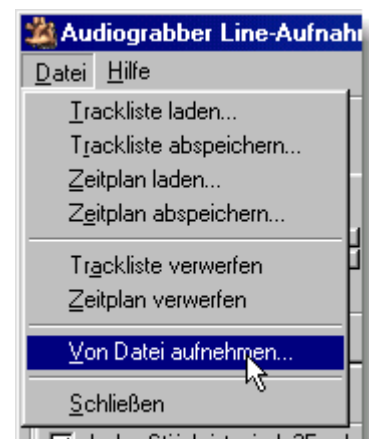 Audiograbber Line-Aufnah
Datei Hilfe
Trackliste laden...
Trackliste abspeichern...
Zeitplan laden...
Zeitplan abspeichern...
Trackliste verwerfen
Zeitplan verwerfen
Von Datei aufnehmen...
Schließen